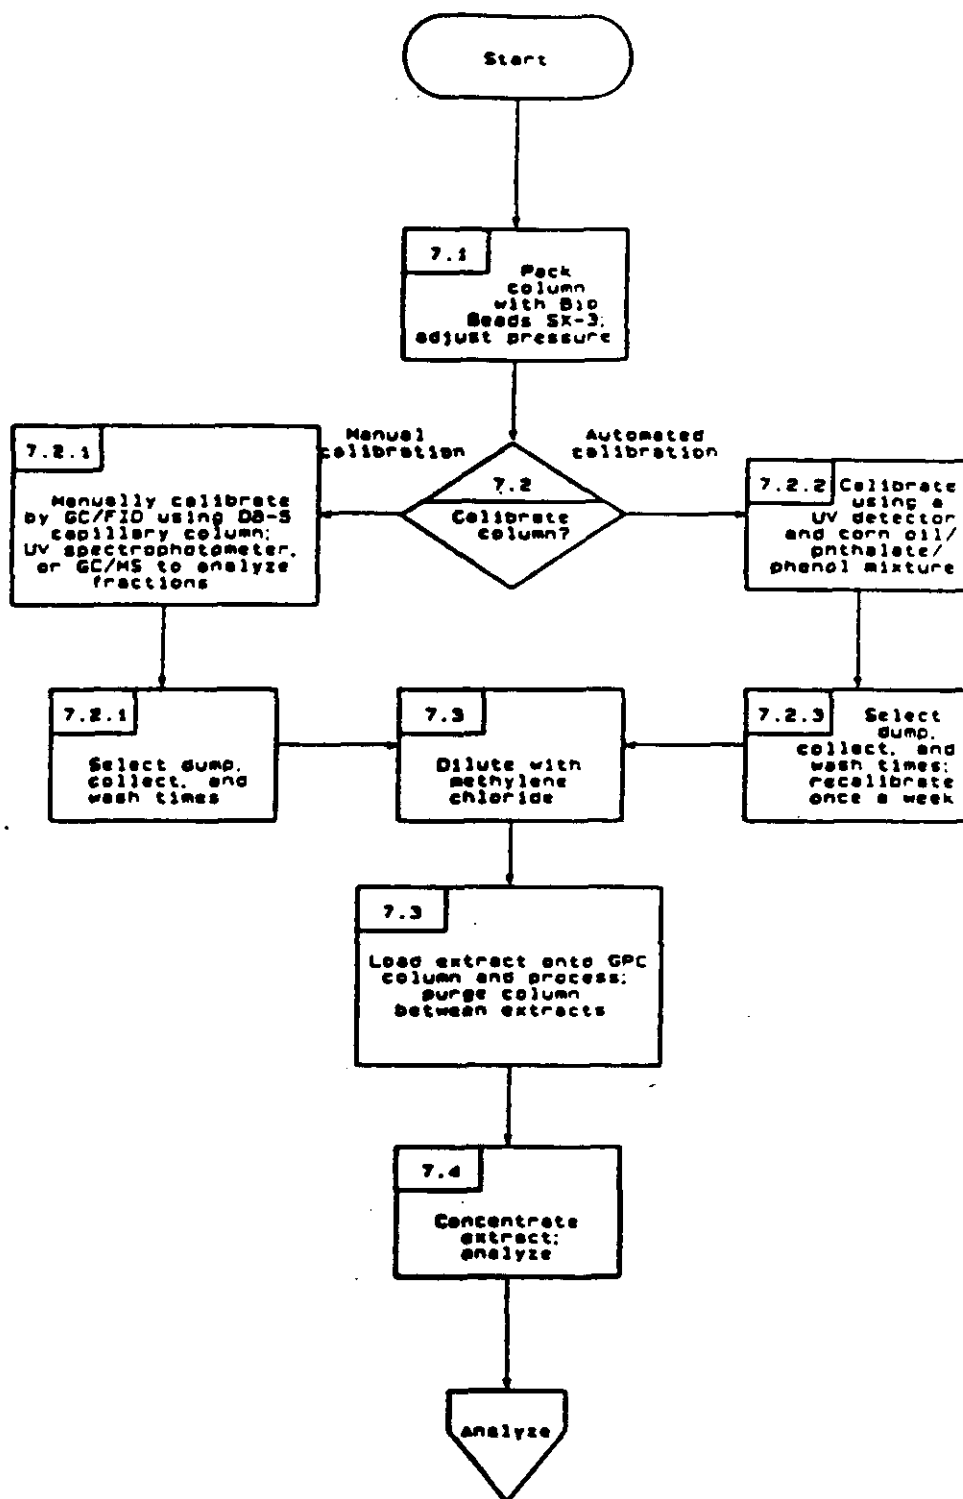 Start
7.1
Pack
column
with Bio
Beads SX-3;
adjust pressure
Manual
calibration
Automated
calibration
7.2
Calibrate
column?
7.2.1
Manually calibrate
by GC/FID using DB-5
capillary column;
UV spectrophotometer,
or GC/MS to analyze
fractions
7.2.2
Calibrate
using a
UV detector
and corn oil/
phthalate/
phenol mixture
7.2.1
Select dump,
collect, and
wash times
7.3
Dilute with
methylene
chloride
7.2.3
Select
dump,
collect, and
wash times;
recalibrate
once a week
7.3
Load extract onto GPC
column and process;
purge column
between extracts
7.4
Concentrate
extract;
analyze
Analyze